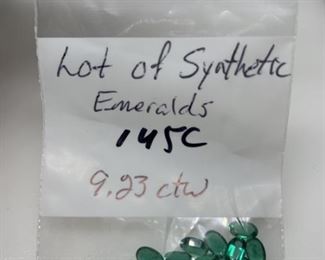 Lot of Synthetic
Emeralds
145C
9.23 ctw